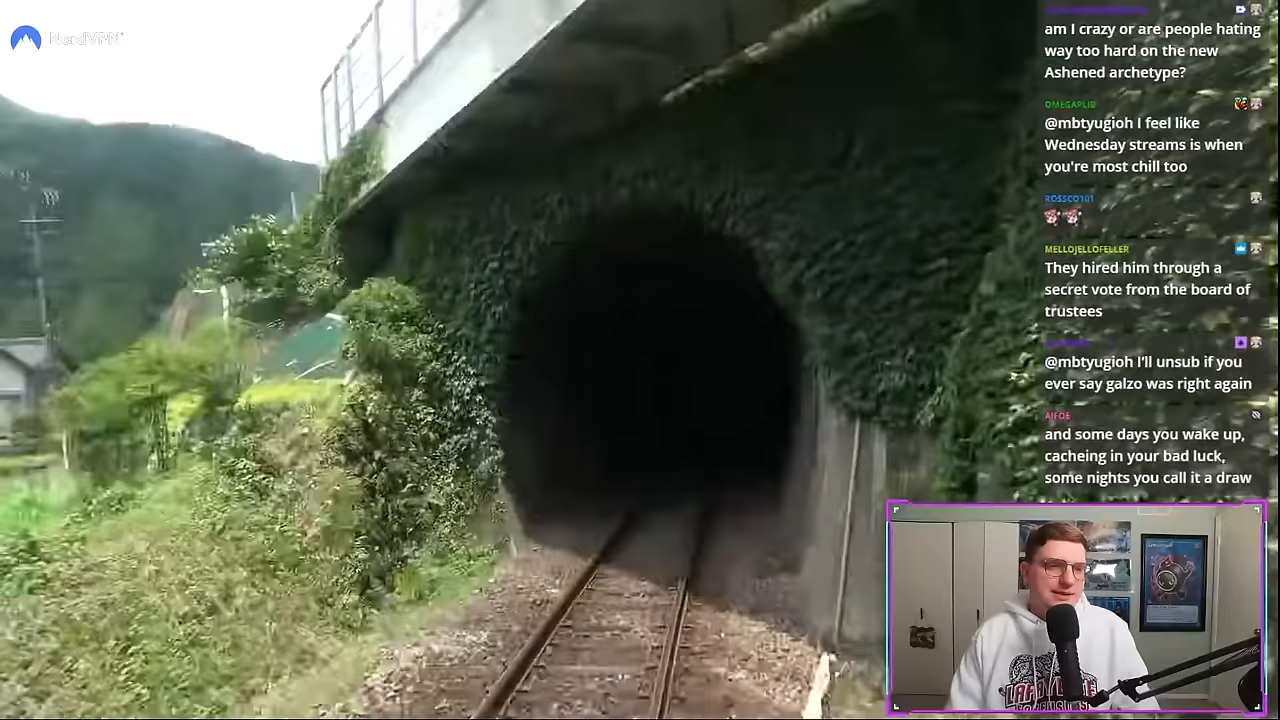 NordVPN
am I crazy or are people hating
way too hard on the new
Ashened archetype?
OMEGAPLIB
@mbtyugioh I feel like
Wednesday streams is when
you're most chill too
ROSSCO101
MELLOJELLOFELLER
They hired him through a
secret vote from the board of
trustees
@mbtyugioh I'll unsub if you
ever say galzo was right again
AIFOE
and some days you wake up,
cacheing in your bad luck,
some nights you call it a draw